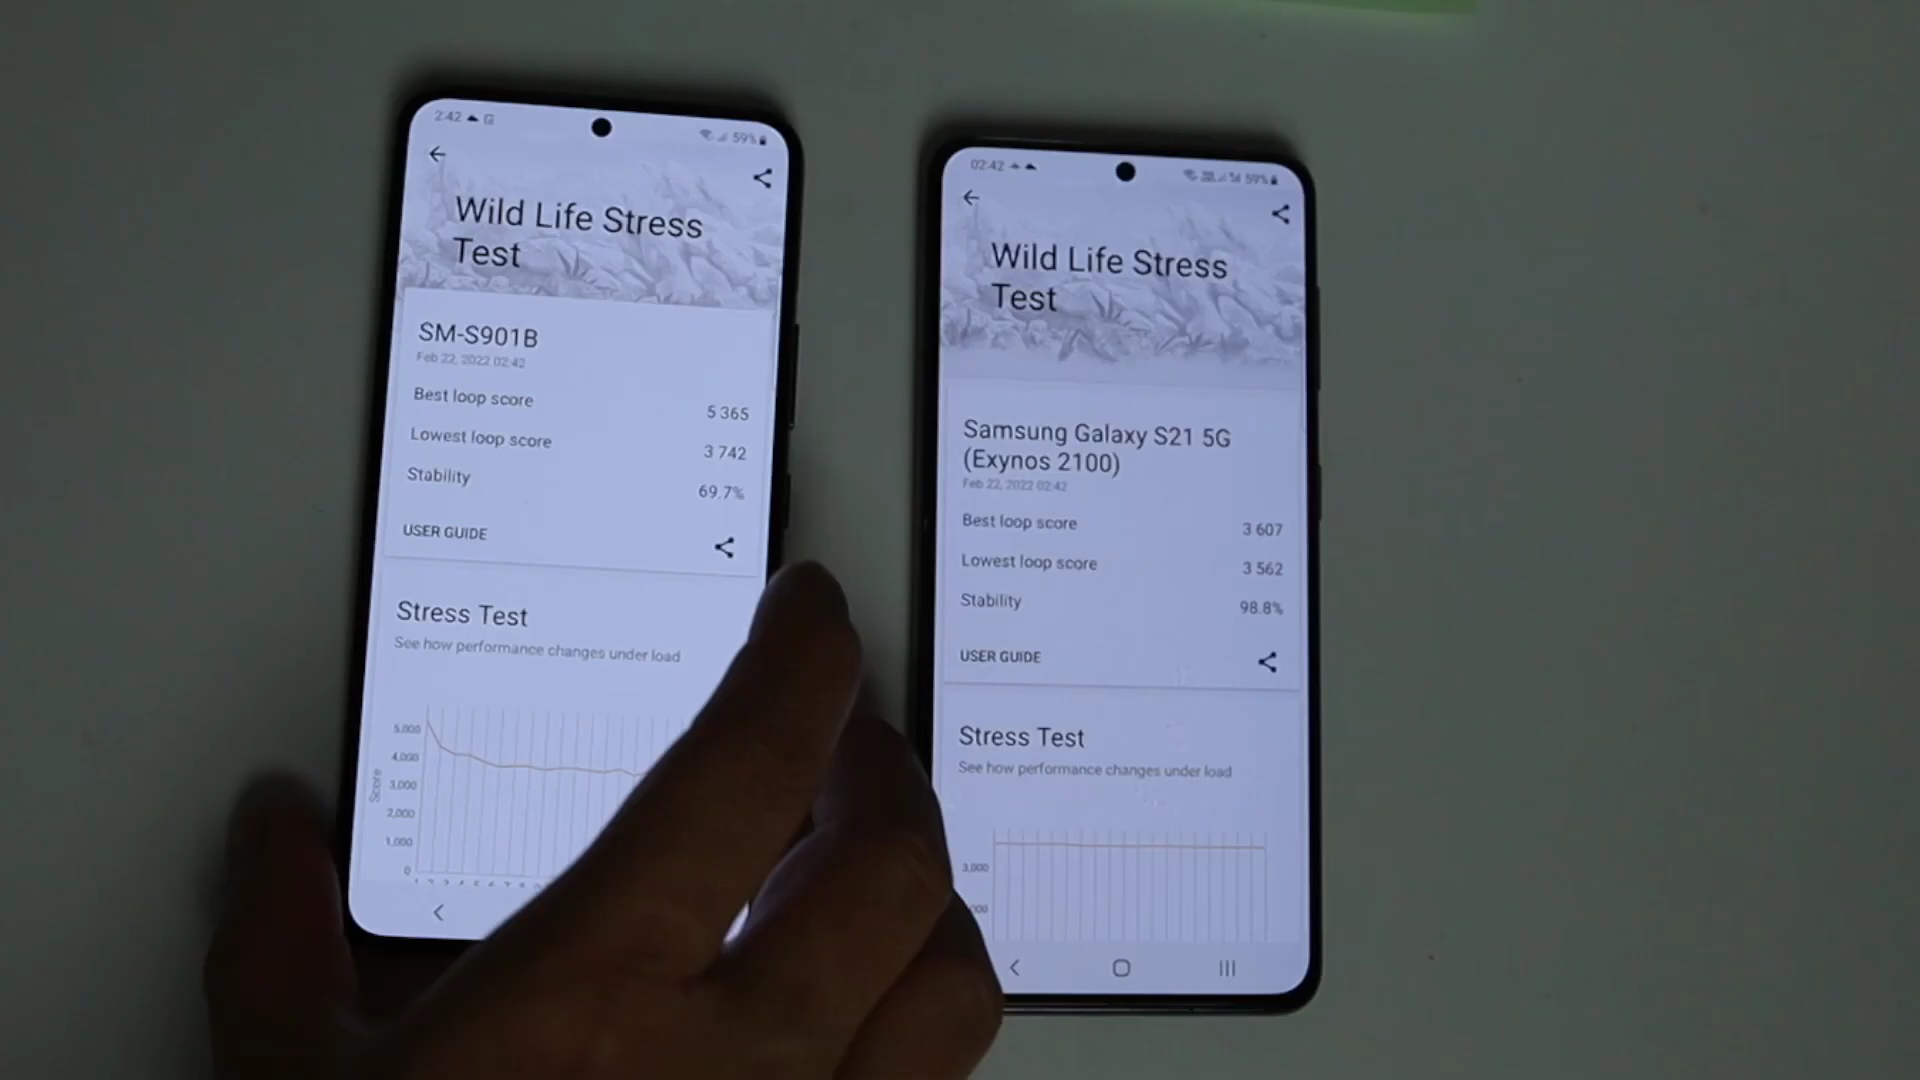 2:42
59%
Wild Life Stress
Test
SM-S901B
Feb 22, 2022 02:42
Best loop score
5 365
Lowest loop score
3 742
Stability
69.7%
USER GUIDE
Stress Test
See how performance changes under load
Score
5,000
4,000
3,000
2,000
1,000
0
02:42
59%
Wild Life Stress
Test
Samsung Galaxy S21 5G
(Exynos 2100)
Feb 22, 2022 02:42
Best loop score
3 607
Lowest loop score
3 562
Stability
98.8%
USER GUIDE
Stress Test
See how performance changes under load
3,000